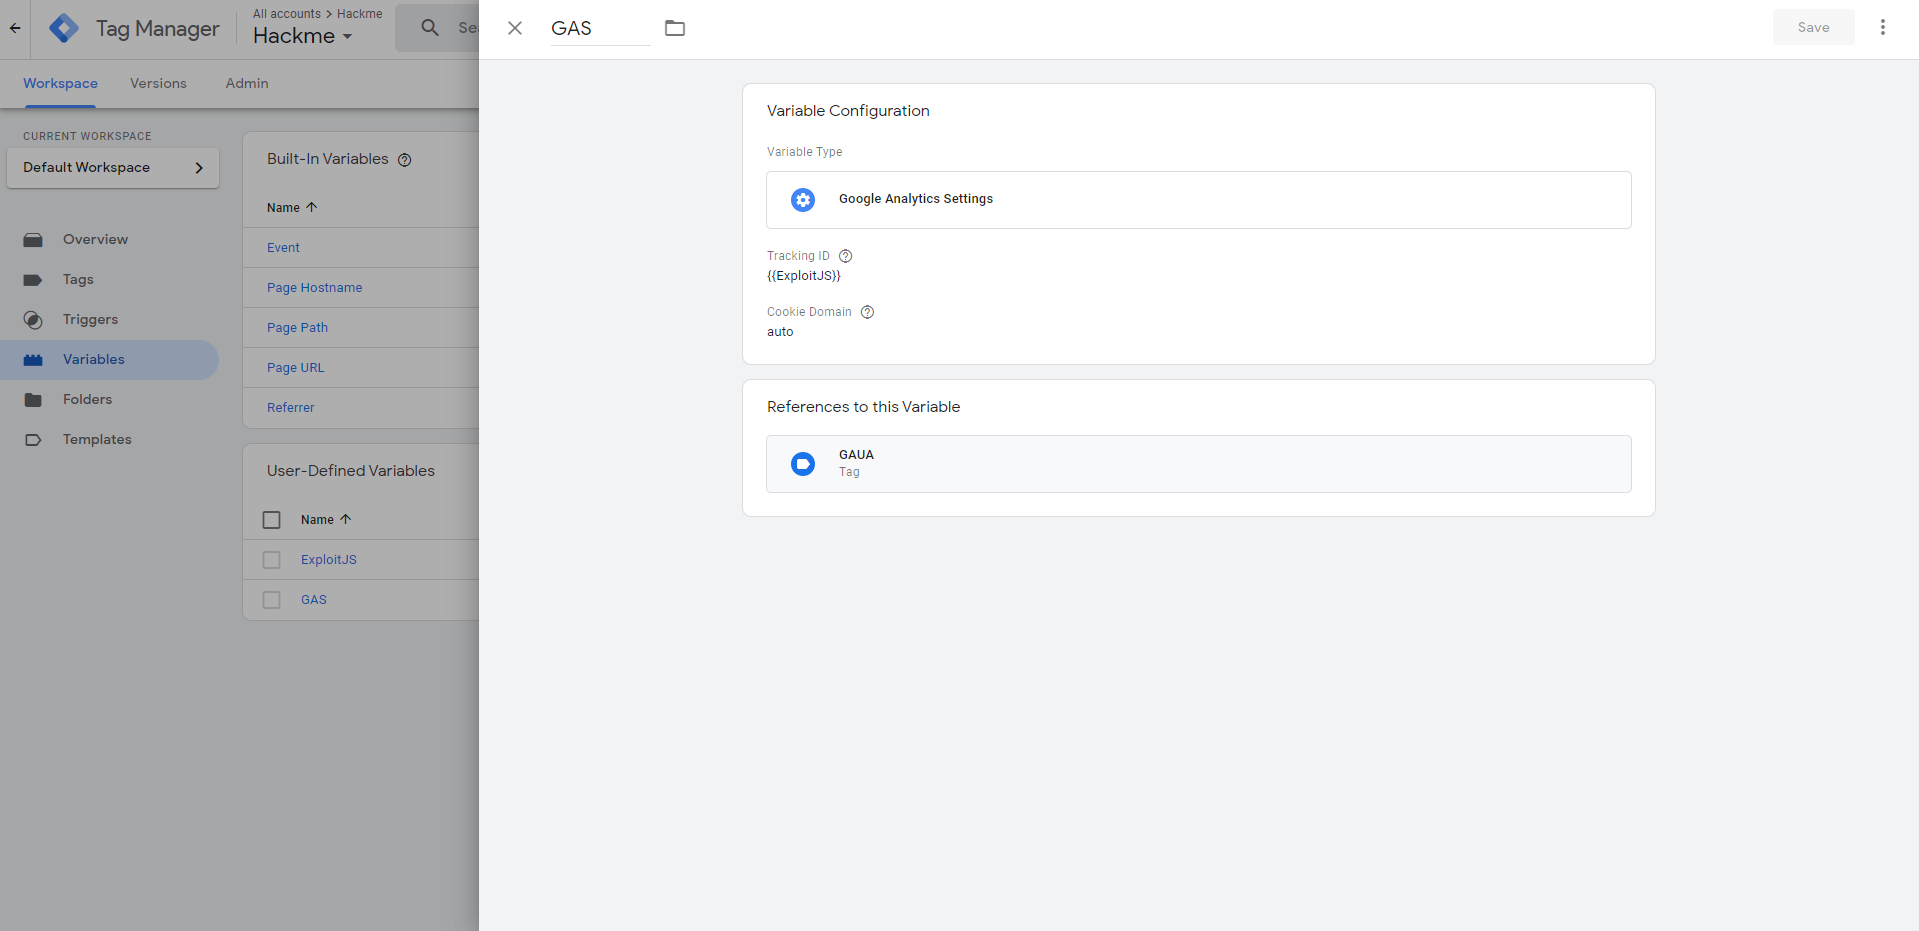 Tag Manager
All accounts > Hackme
Hackme
Workspace
Versions
Admin
CURRENT WORKSPACE
Default Workspace
Overview
Tags
Triggers
Variables
Folders
Templates
Built-In Variables
Name
Event
Page Hostname
Page Path
Page URL
Referrer
User-Defined Variables
Name
ExploitJS
GAS
GAS
Save
Variable Configuration
Variable Type
Google Analytics Settings
Tracking ID
{{ExploitJS}}
Cookie Domain
auto
References to this Variable
GAUA
Tag